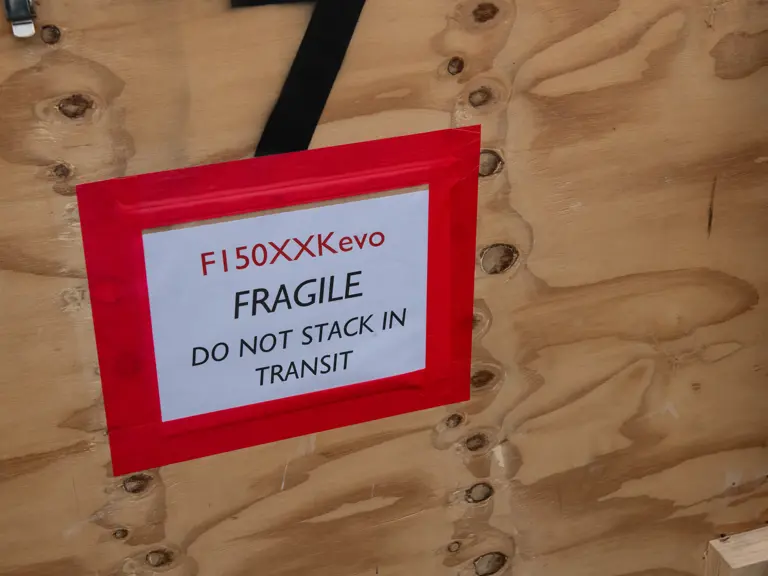 F150XXKevo
FRAGILE
DO NOT STACK IN
TRANSIT